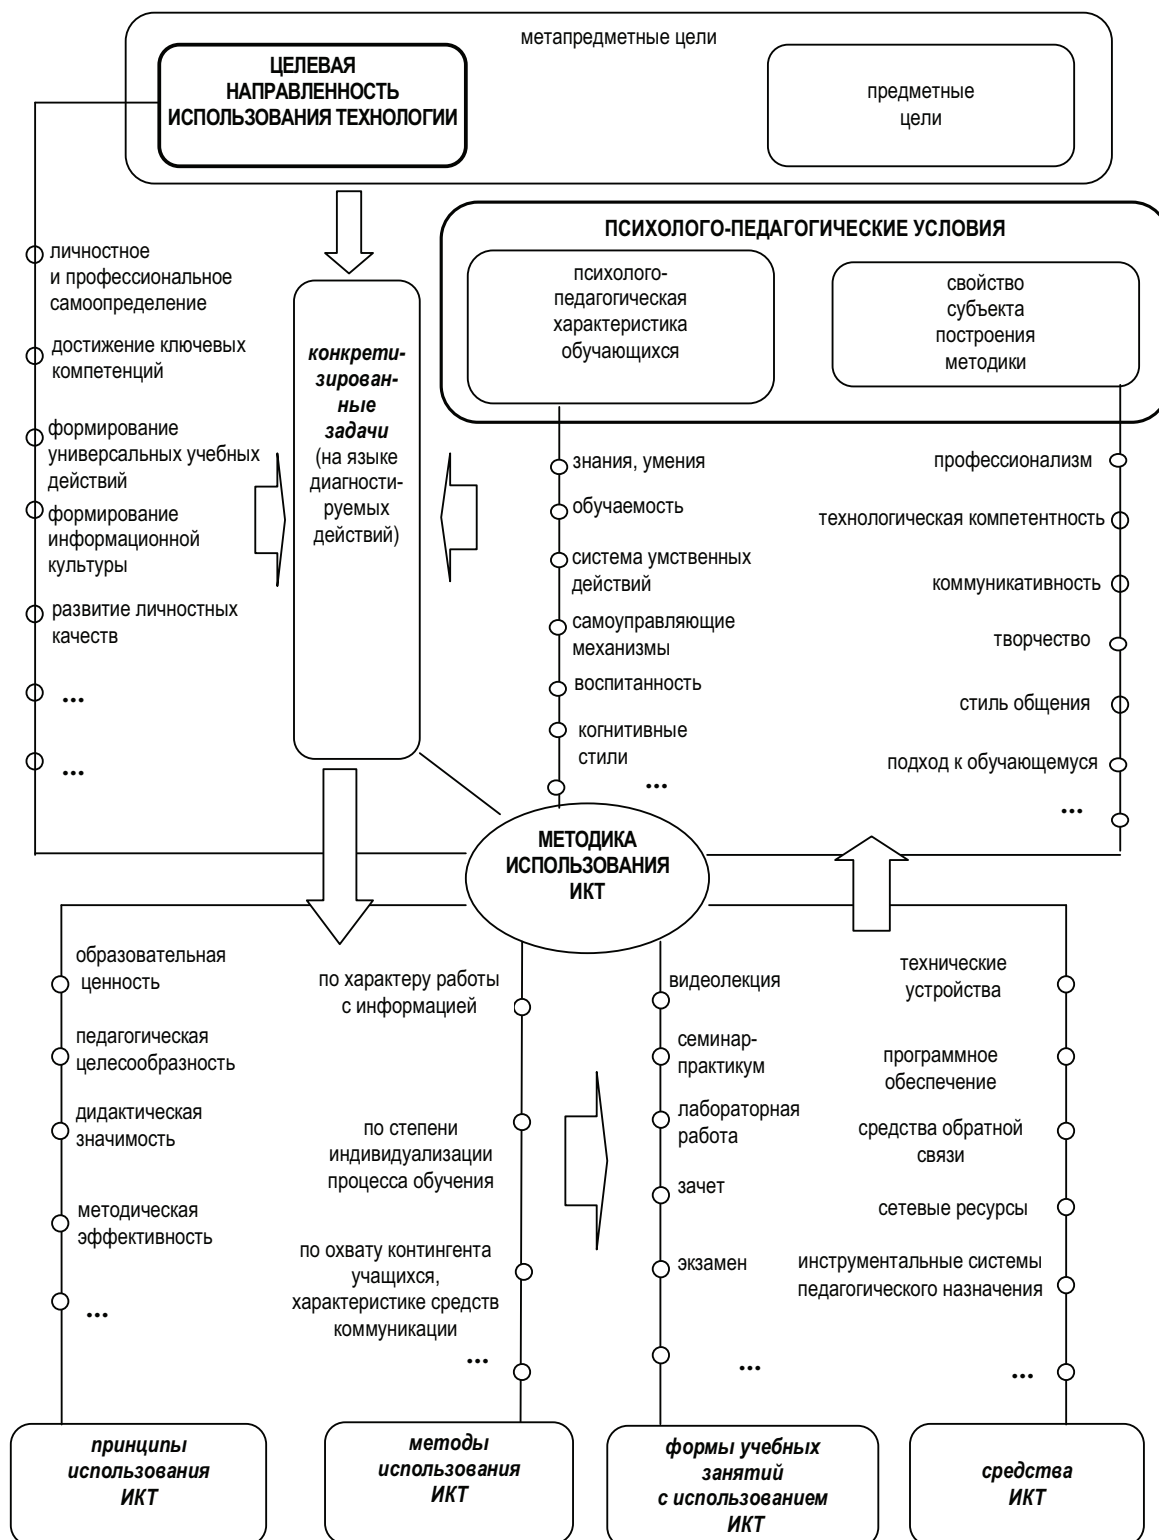 метапредметные цели
ЦЕЛЕВАЯ
НАПРАВЛЕННОСТЬ
ИСПОЛЬЗОВАНИЯ ТЕХНОЛОГИИ
предметные
цели
ПСИХОЛОГО-ПЕДАГОГИЧЕСКИЕ УСЛОВИЯ
психолого-
педагогическая
характеристика
обучающихся
свойство
субъекта
построения
методики
личностное
и профессиональное
самоопределение
достижение ключевых
компетенций
формирование
универсальных учебных
действий
формирование
информационной
культуры
развитие личностных
качеств
...
...
конкрети-
зирован-
ные
задачи
(на языке
диагности-
руемых
действий)
знания, умения
обучаемость
система умственных
действий
самоуправляющие
механизмы
воспитанность
когнитивные
стили
...
профессионализм
технологическая компетентность
коммуникативность
творчество
стиль общения
подход к обучающемуся
...
МЕТОДИКА
ИСПОЛЬЗОВАНИЯ
ИКТ
образовательная
ценность
педагогическая
целесообразность
дидактическая
значимость
методическая
эффективность
...
по характеру работы
с информацией
по степени
индивидуализации
процесса обучения
по охвату контингента
учащихся,
характеристике средств
коммуникации
...
видеолекция
семинар-
практикум
лабораторная
работа
зачет
экзамен
...
технические
устройства
программное
обеспечение
средства обратной
связи
сетевые ресурсы
инструментальные системы
педагогического назначения
...
принципы
использования
ИКТ
методы
использования
ИКТ
формы учебных
занятий
с использованием
ИКТ
средства
ИКТ